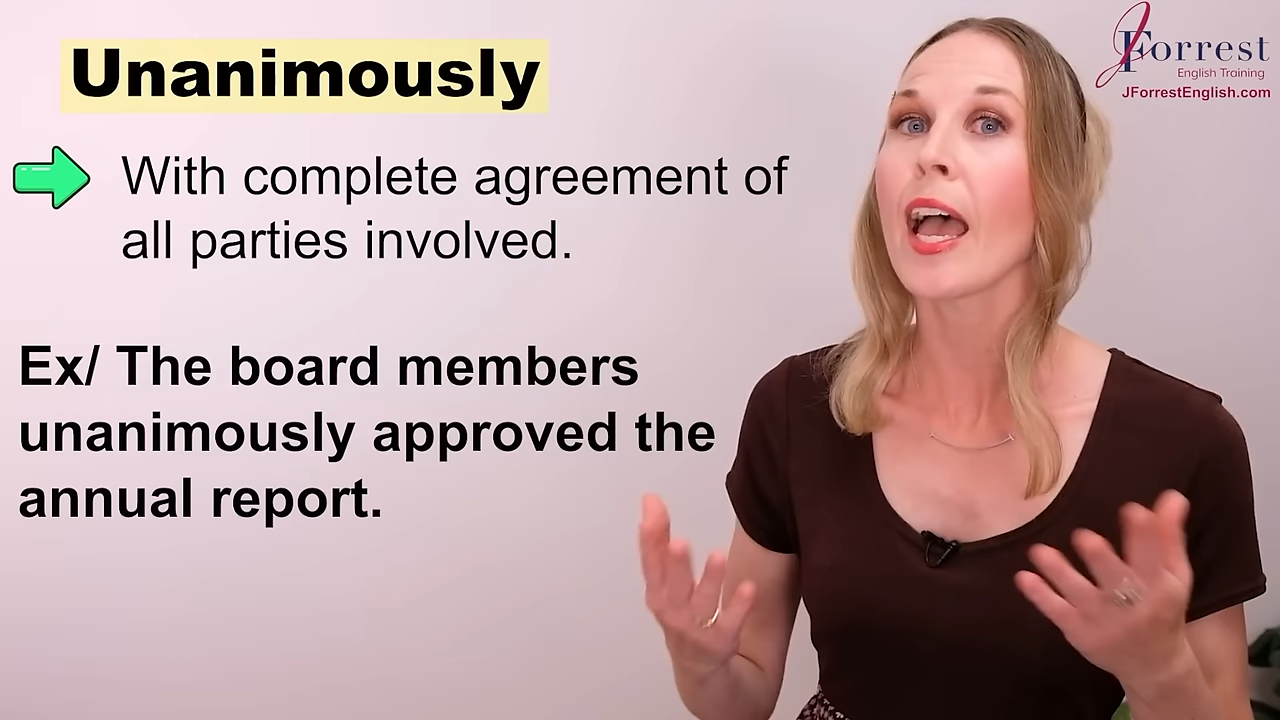 Unanimously
With complete agreement of
all parties involved.
Ex/ The board members
unanimously approved the
annual report.
JForrest
English Training
JForrestEnglish.com